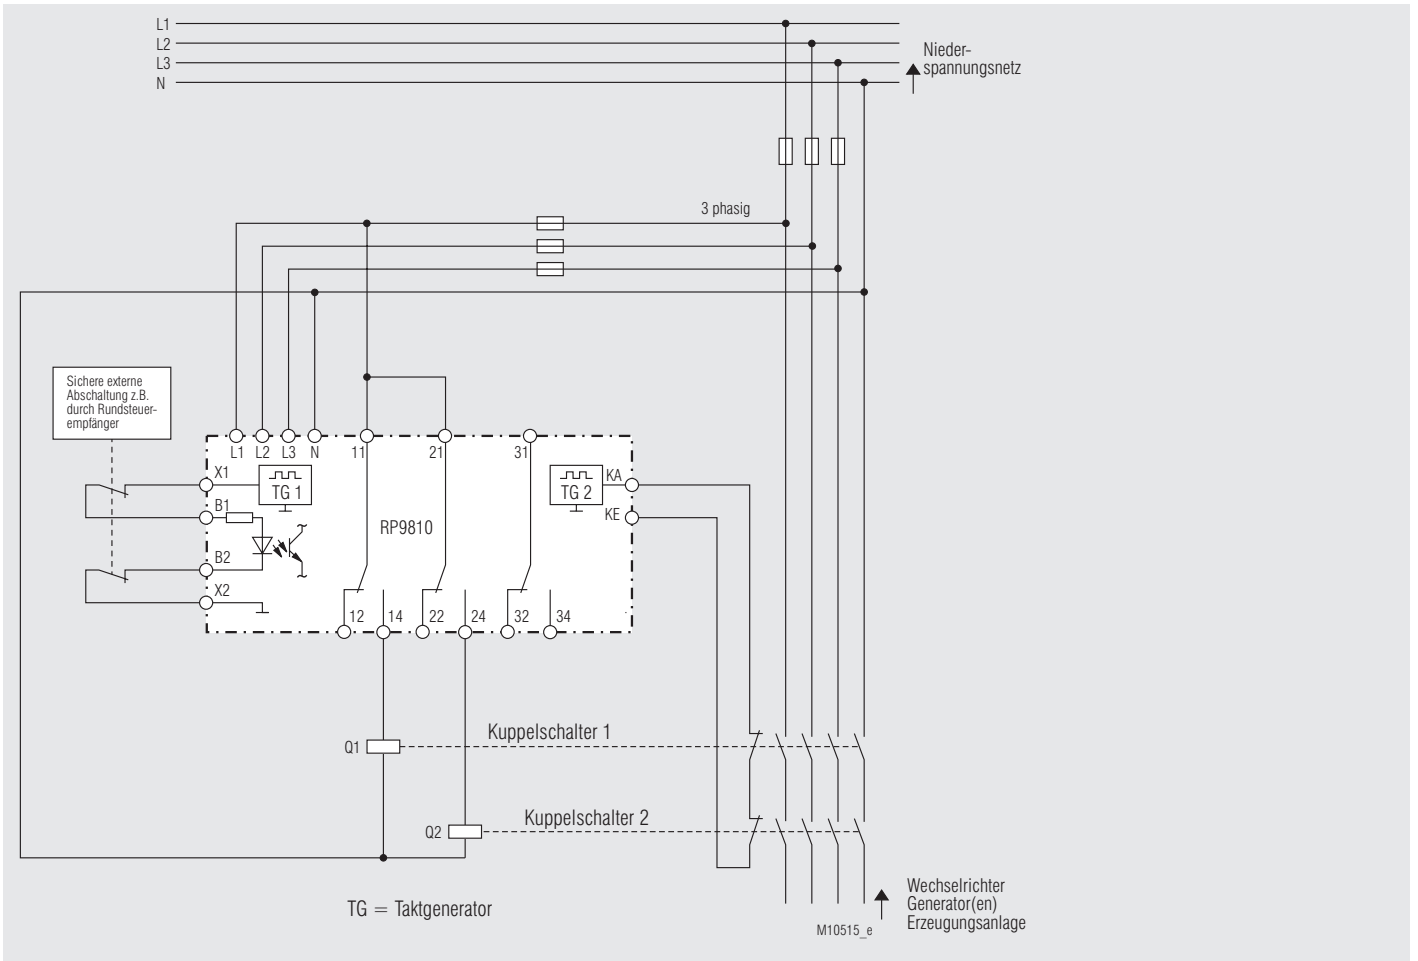 L1
L2
L3
N
Nieder-
spannungsnetz
3 phasig
Sichere externe
Abschaltung z.B.
durch Rundsteuer-
empfänger
L1 L2 L3 N 11 21 31
X1
TG 1
TG 2
KA
B1
KE
RP9810
B2
X2
12 14 22 24 32 34
Kuppelschalter 1
Q1
Kuppelschalter 2
Q2
TG = Taktgenerator
Wechselrichter
Generator(en)
Erzeugungsanlage
M10515_e